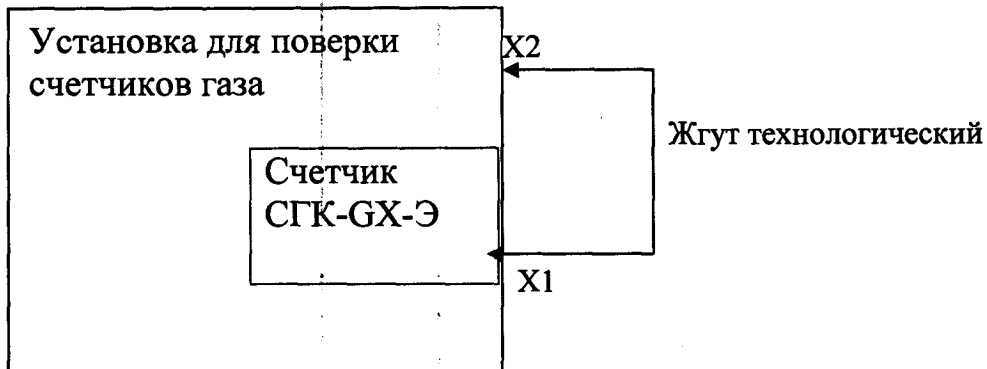 Установка для поверки
счетчиков газа
X2
Жгут технологический
Счетчик
СГК-GX-Э
X1